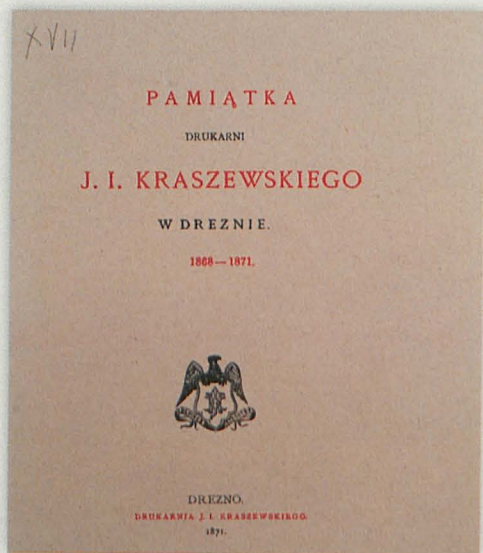 XVII
PAMIĄTKA
DRUKARNI
J. I. KRASZEWSKIEGO
W DREZNIE.
1868—1871.
DREZNO.
DRUKARNIA J. I. KRASZEWSKIEGO.
1871.